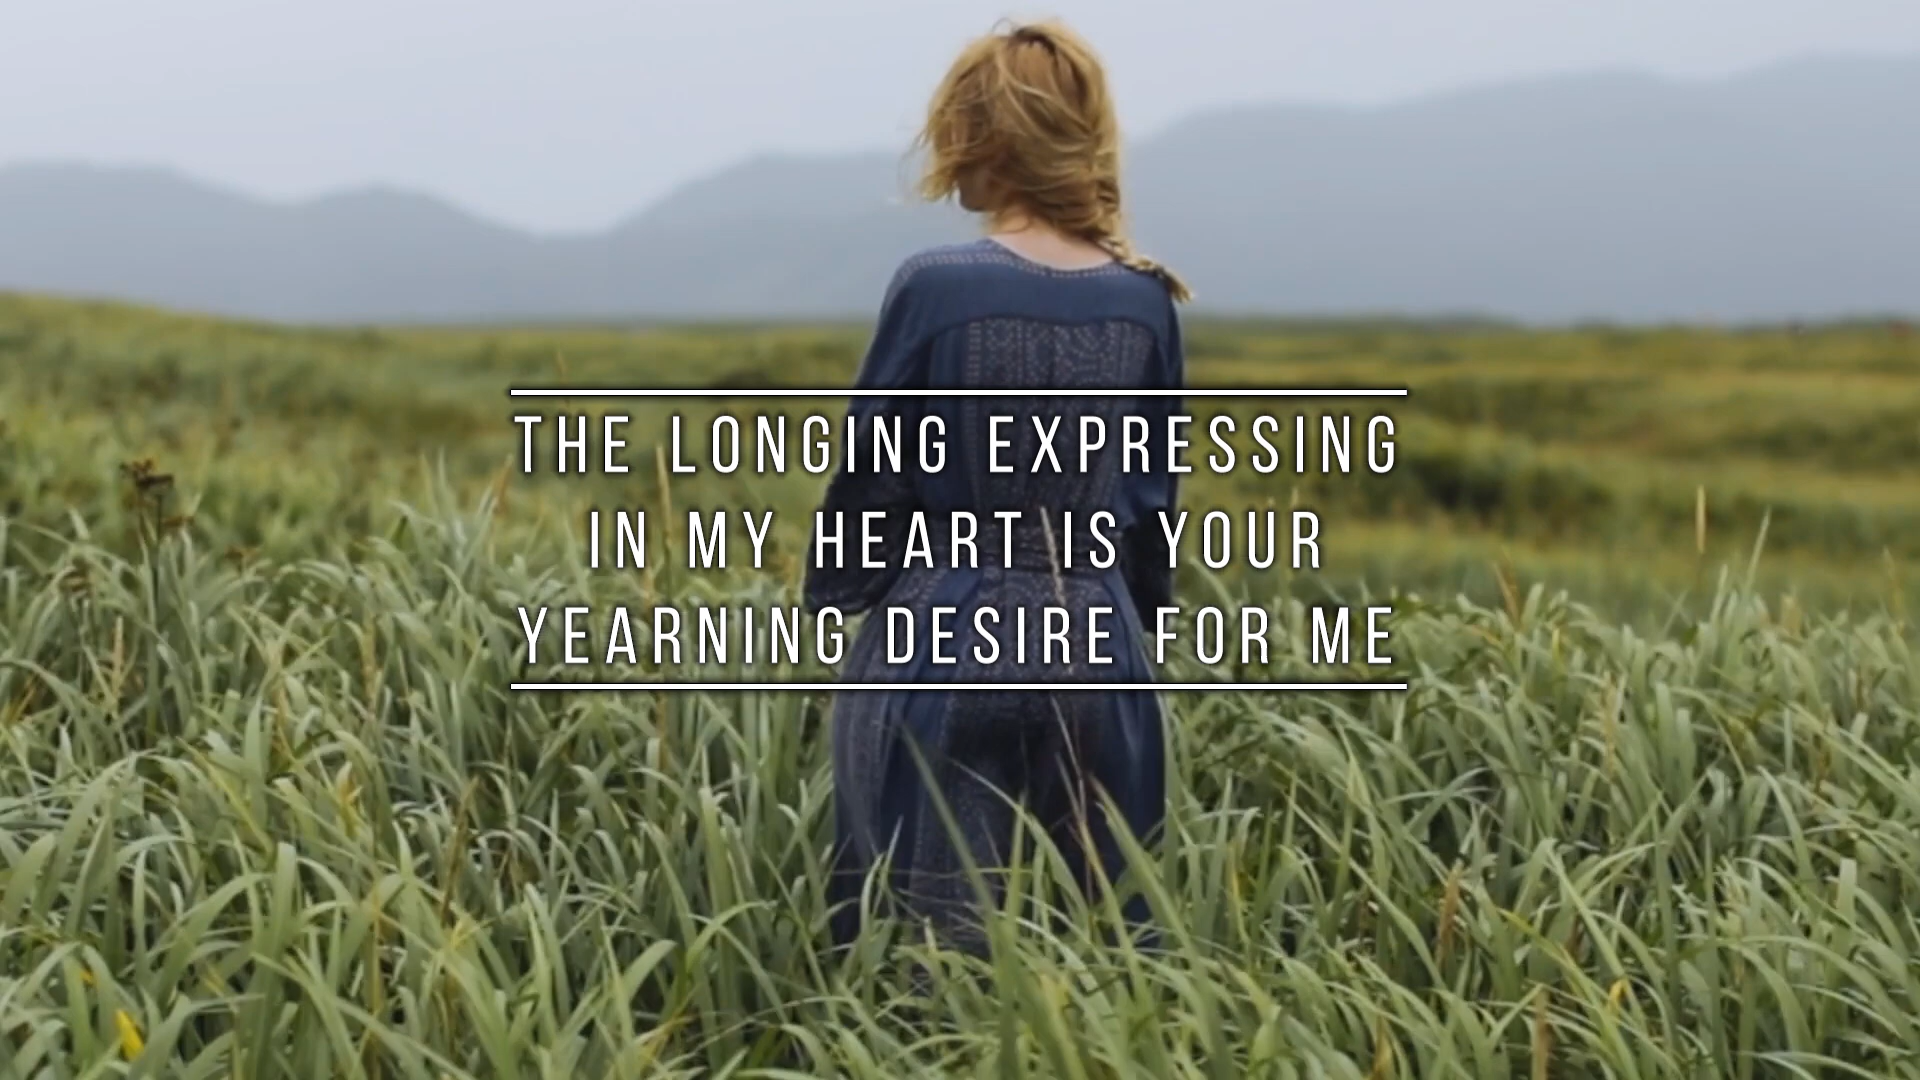 THE LONGING EXPRESSING
IN MY HEART IS YOUR
YEARNING DESIRE FOR ME